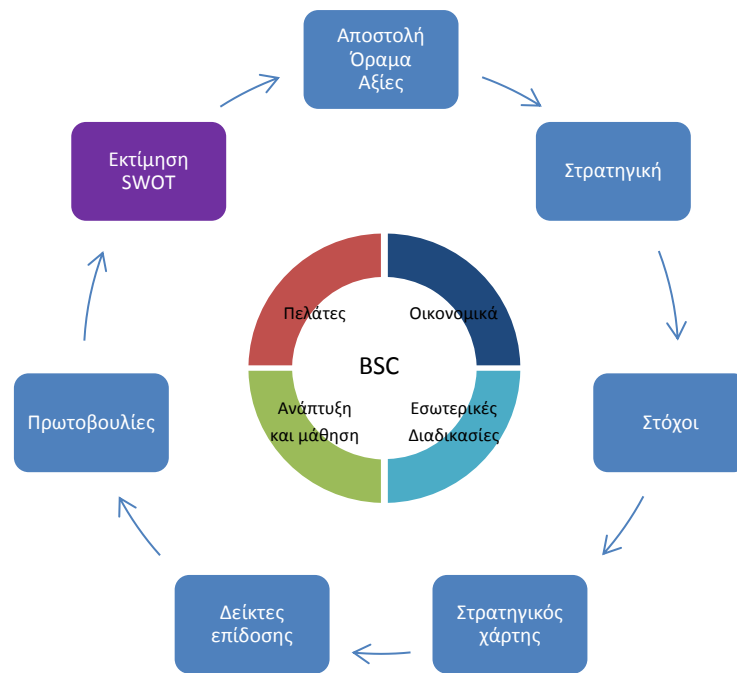 Αποστολή
Όραμα
Αξίες
Στρατηγική
Στόχοι
Στρατηγικός
χάρτης
Δείκτες
επίδοσης
Πρωτοβουλίες
Εκτίμηση
SWOT
Πελάτες
Οικονομικά
BSC
Ανάπτυξη
και μάθηση
Εσωτερικές
Διαδικασίες